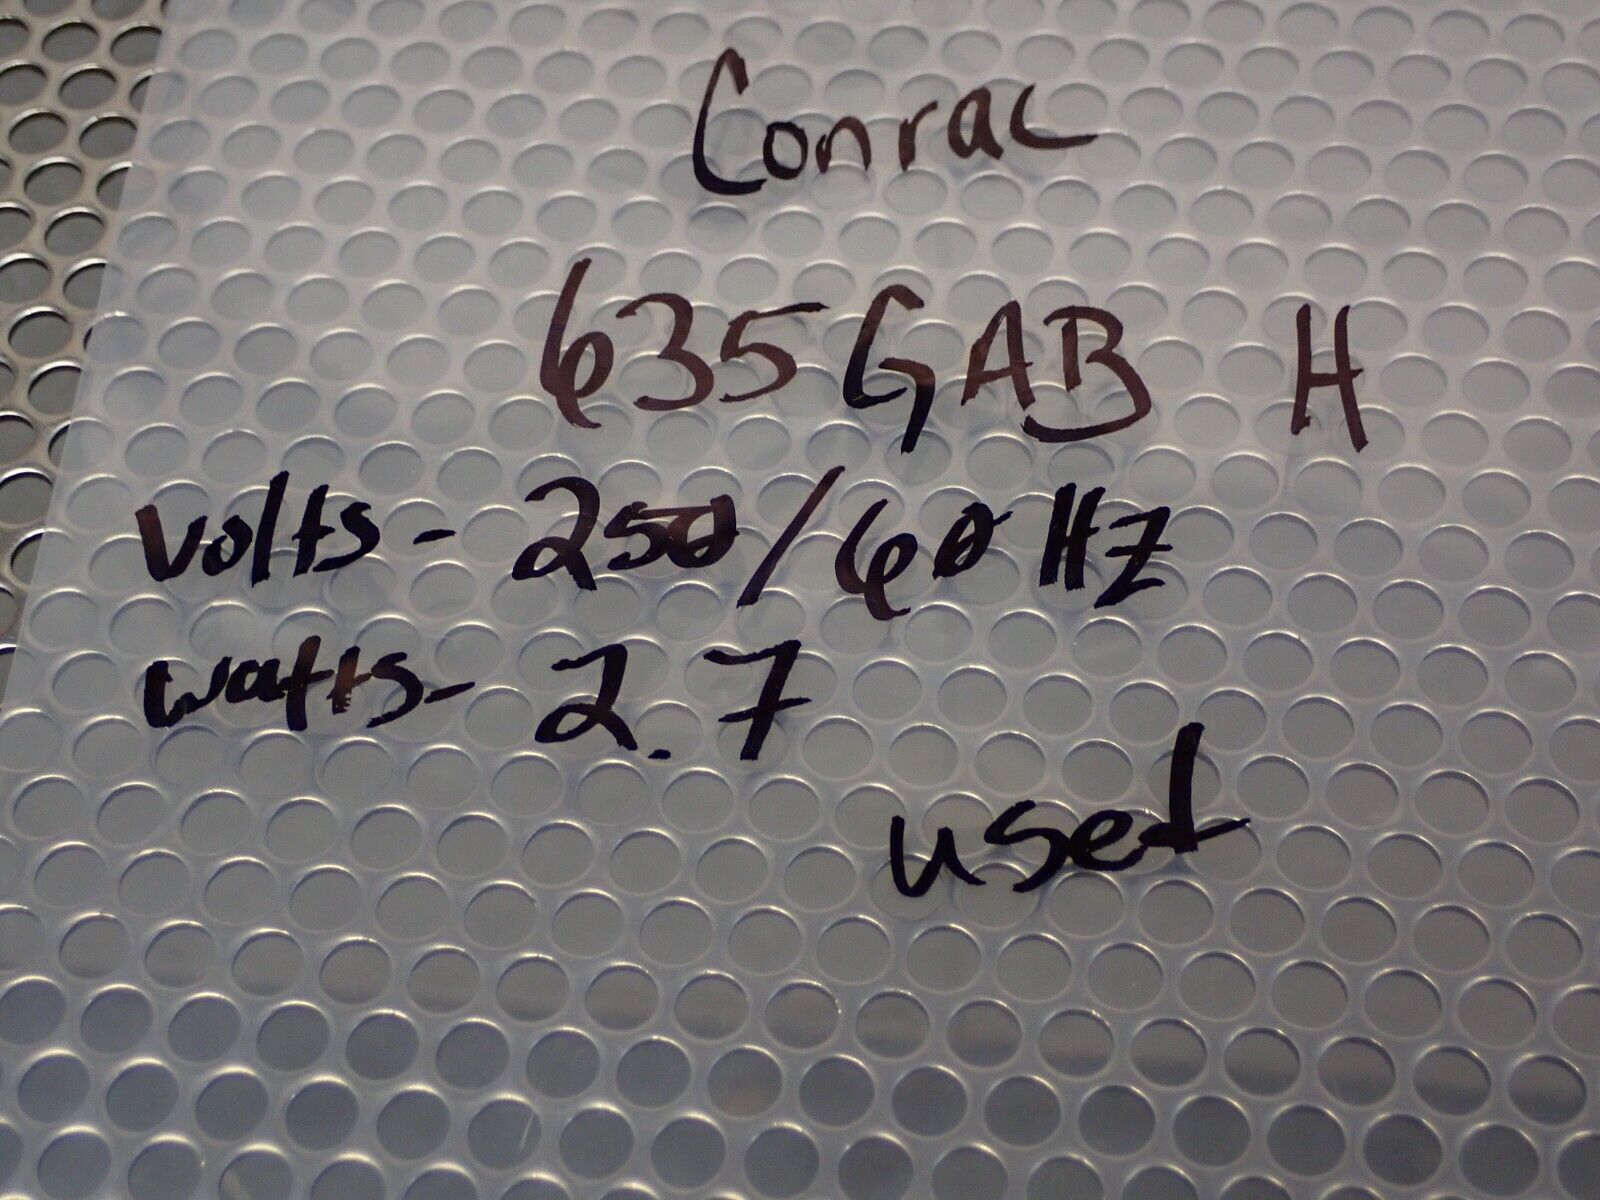 Conrac
635GAB H
volts- 250/60 Hz
watts- 2.7
used